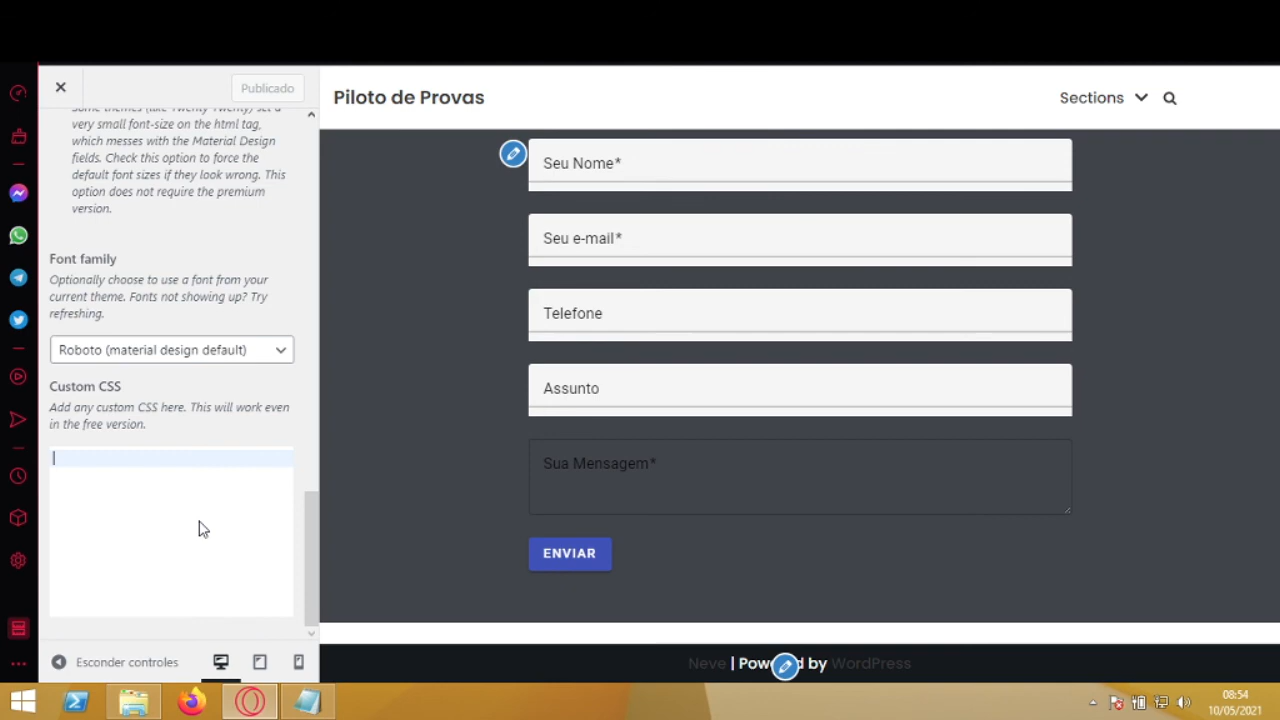 Publicado
Some themes (like Twenty Twenty) set a
very small font-size on the html tag,
which messes with the Material Design
fields. Check this option to force the
default font sizes if they look wrong. This
option does not require the premium
version.
Font family
Optionally choose to use a font from your
current theme. Fonts not showing up? Try
refreshing.
Roboto (material design default)
Custom CSS
Add any custom CSS here. This will work even
in the free version.
Esconder controles
Piloto de Provas
Sections
Seu Nome*
Seu e-mail*
Telefone
Assunto
Sua Mensagem*
ENVIAR
Neve | Powered by WordPress
08:54
10/05/2021